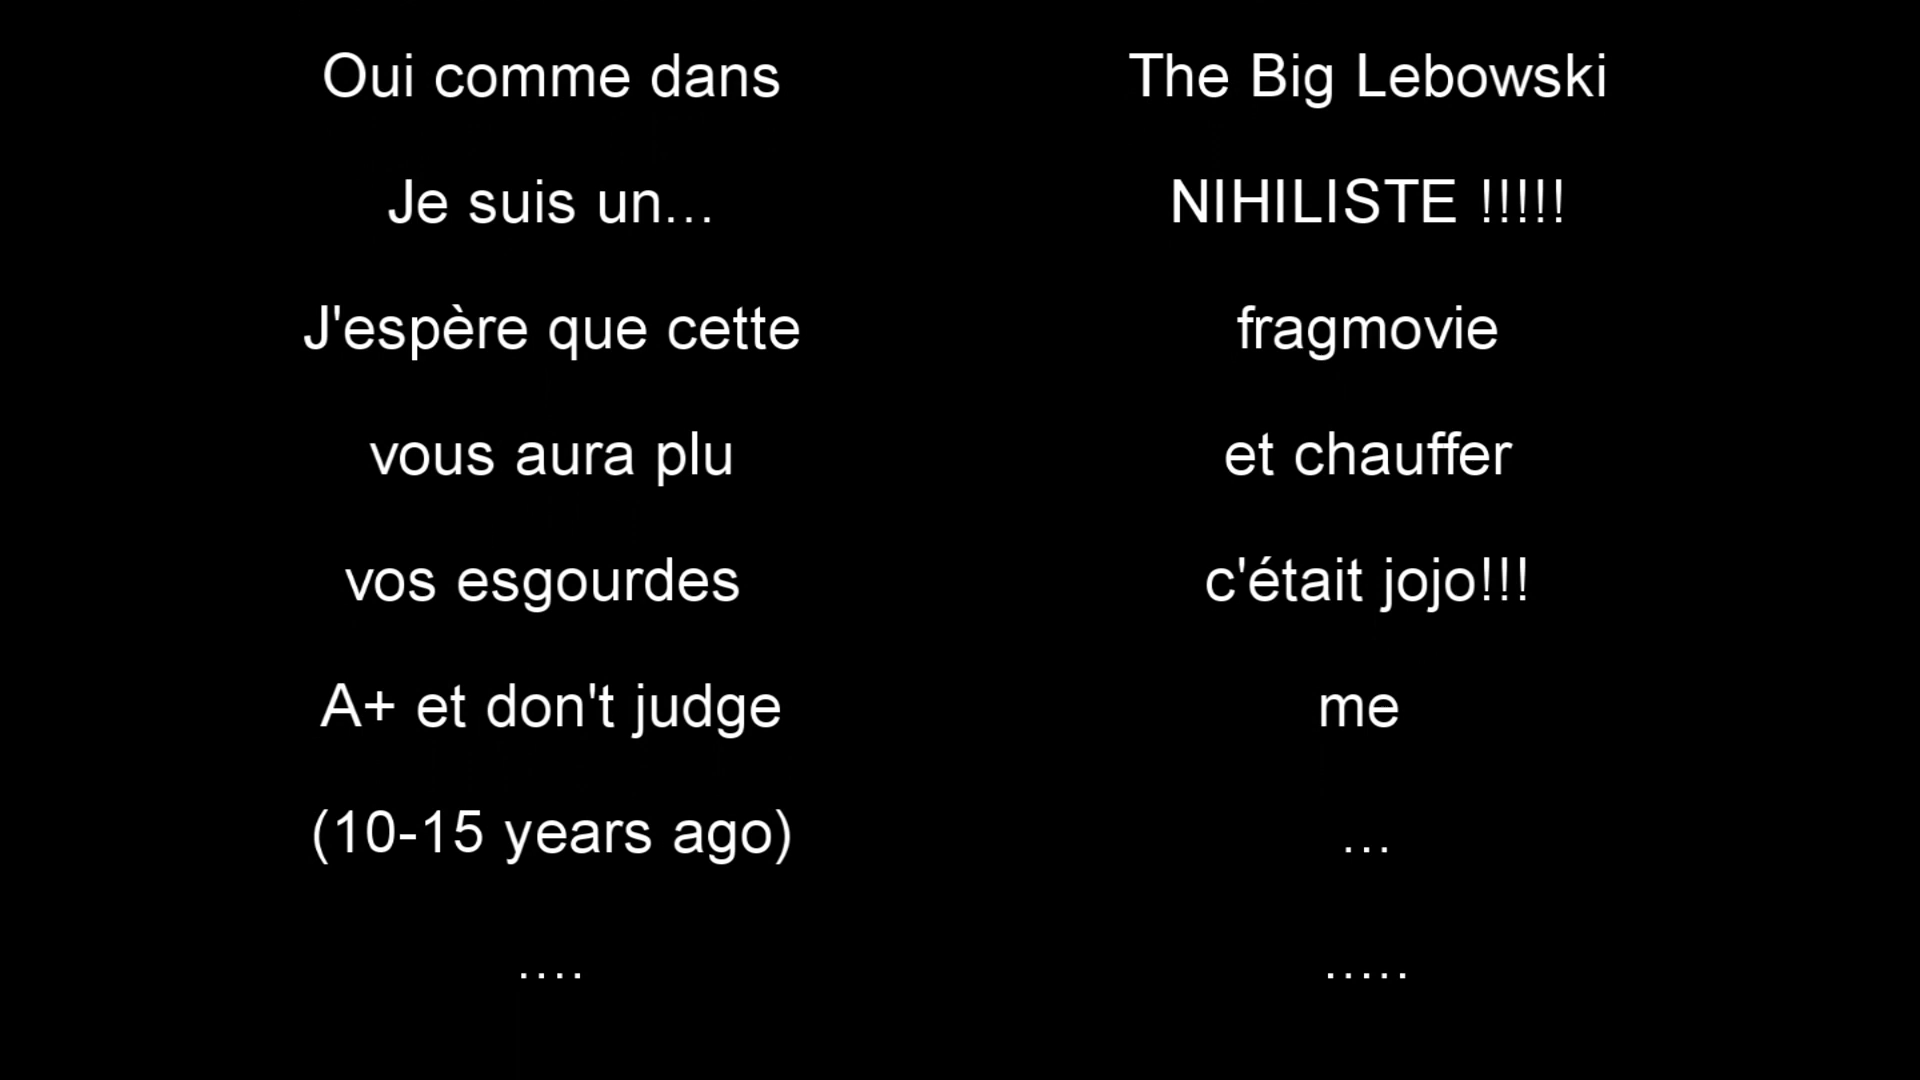 Oui comme dans The Big Lebowski
Je suis un... NIHILISTE !!!!!
J'espère que cette fragmovie
vous aura plu et chauffer
vos esgourdes c'était jojo!!!
A+ et don't judge me
(10-15 years ago) ...
.... .....